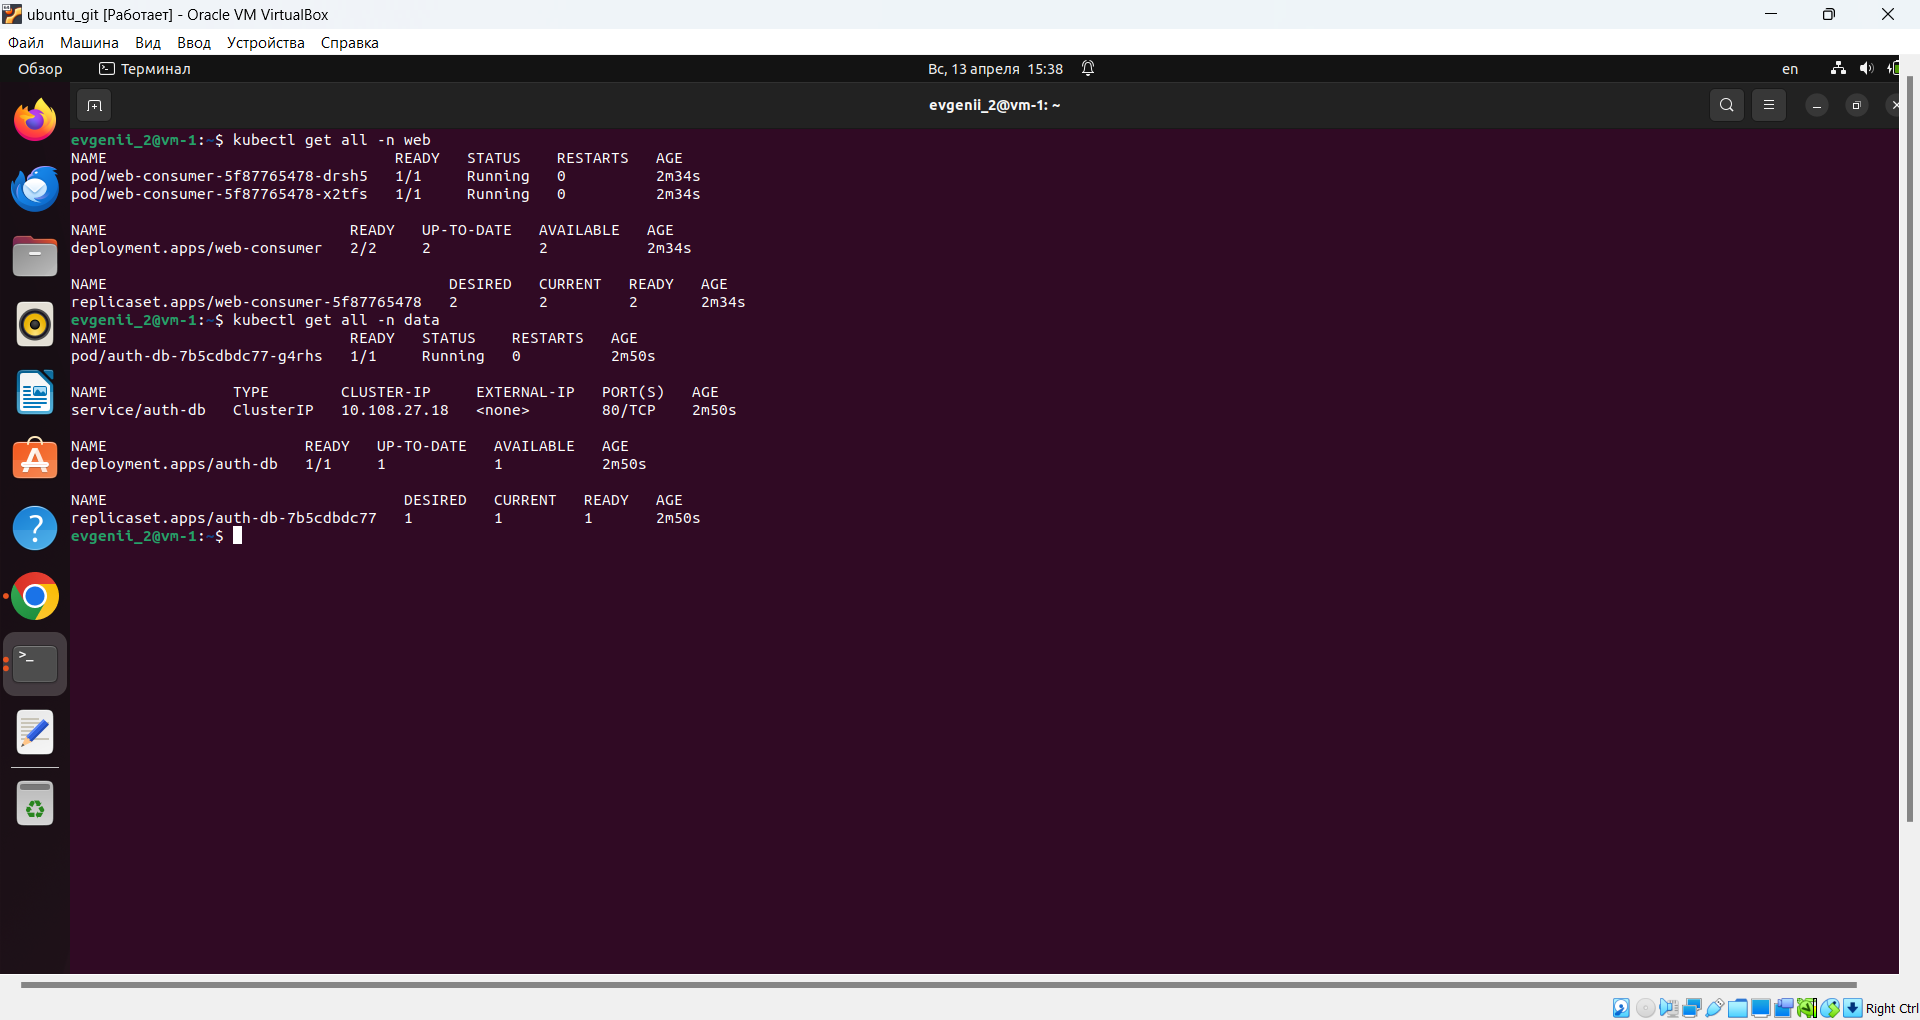 ubuntu_git [Работает] - Oracle VM VirtualBox
Файл Машина Вид Ввод Устройства Справка
Обзор Терминал Вс, 13 апреля 15:38 en
evgenii_2@vm-1: ~
evgenii_2@vm-1:~$ kubectl get all -n web
NAME READY STATUS RESTARTS AGE
pod/web-consumer-5f87765478-drsh5 1/1 Running 0 2m34s
pod/web-consumer-5f87765478-x2tfs 1/1 Running 0 2m34s
NAME READY UP-TO-DATE AVAILABLE AGE
deployment.apps/web-consumer 2/2 2 2 2m34s
NAME DESIRED CURRENT READY AGE
replicaset.apps/web-consumer-5f87765478 2 2 2 2m34s
evgenii_2@vm-1:~$ kubectl get all -n data
NAME READY STATUS RESTARTS AGE
pod/auth-db-7b5cdbdc77-g4rhs 1/1 Running 0 2m50s
NAME TYPE CLUSTER-IP EXTERNAL-IP PORT(S) AGE
service/auth-db ClusterIP 10.108.27.18 <none> 80/TCP 2m50s
NAME READY UP-TO-DATE AVAILABLE AGE
deployment.apps/auth-db 1/1 1 1 2m50s
NAME DESIRED CURRENT READY AGE
replicaset.apps/auth-db-7b5cdbdc77 1 1 1 2m50s
evgenii_2@vm-1:~$
Right Ctrl